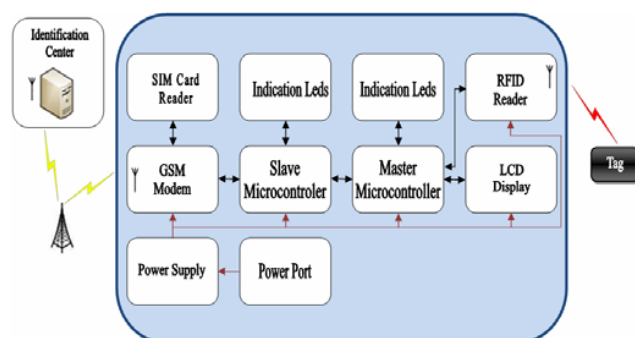 Identification
Center
SIM Card
Reader
Indication Leds
Indication Leds
RFID
Reader
GSM
Modem
Slave
Microcontroler
Master
Microcontroller
LCD
Display
Tag
Power Supply
Power Port